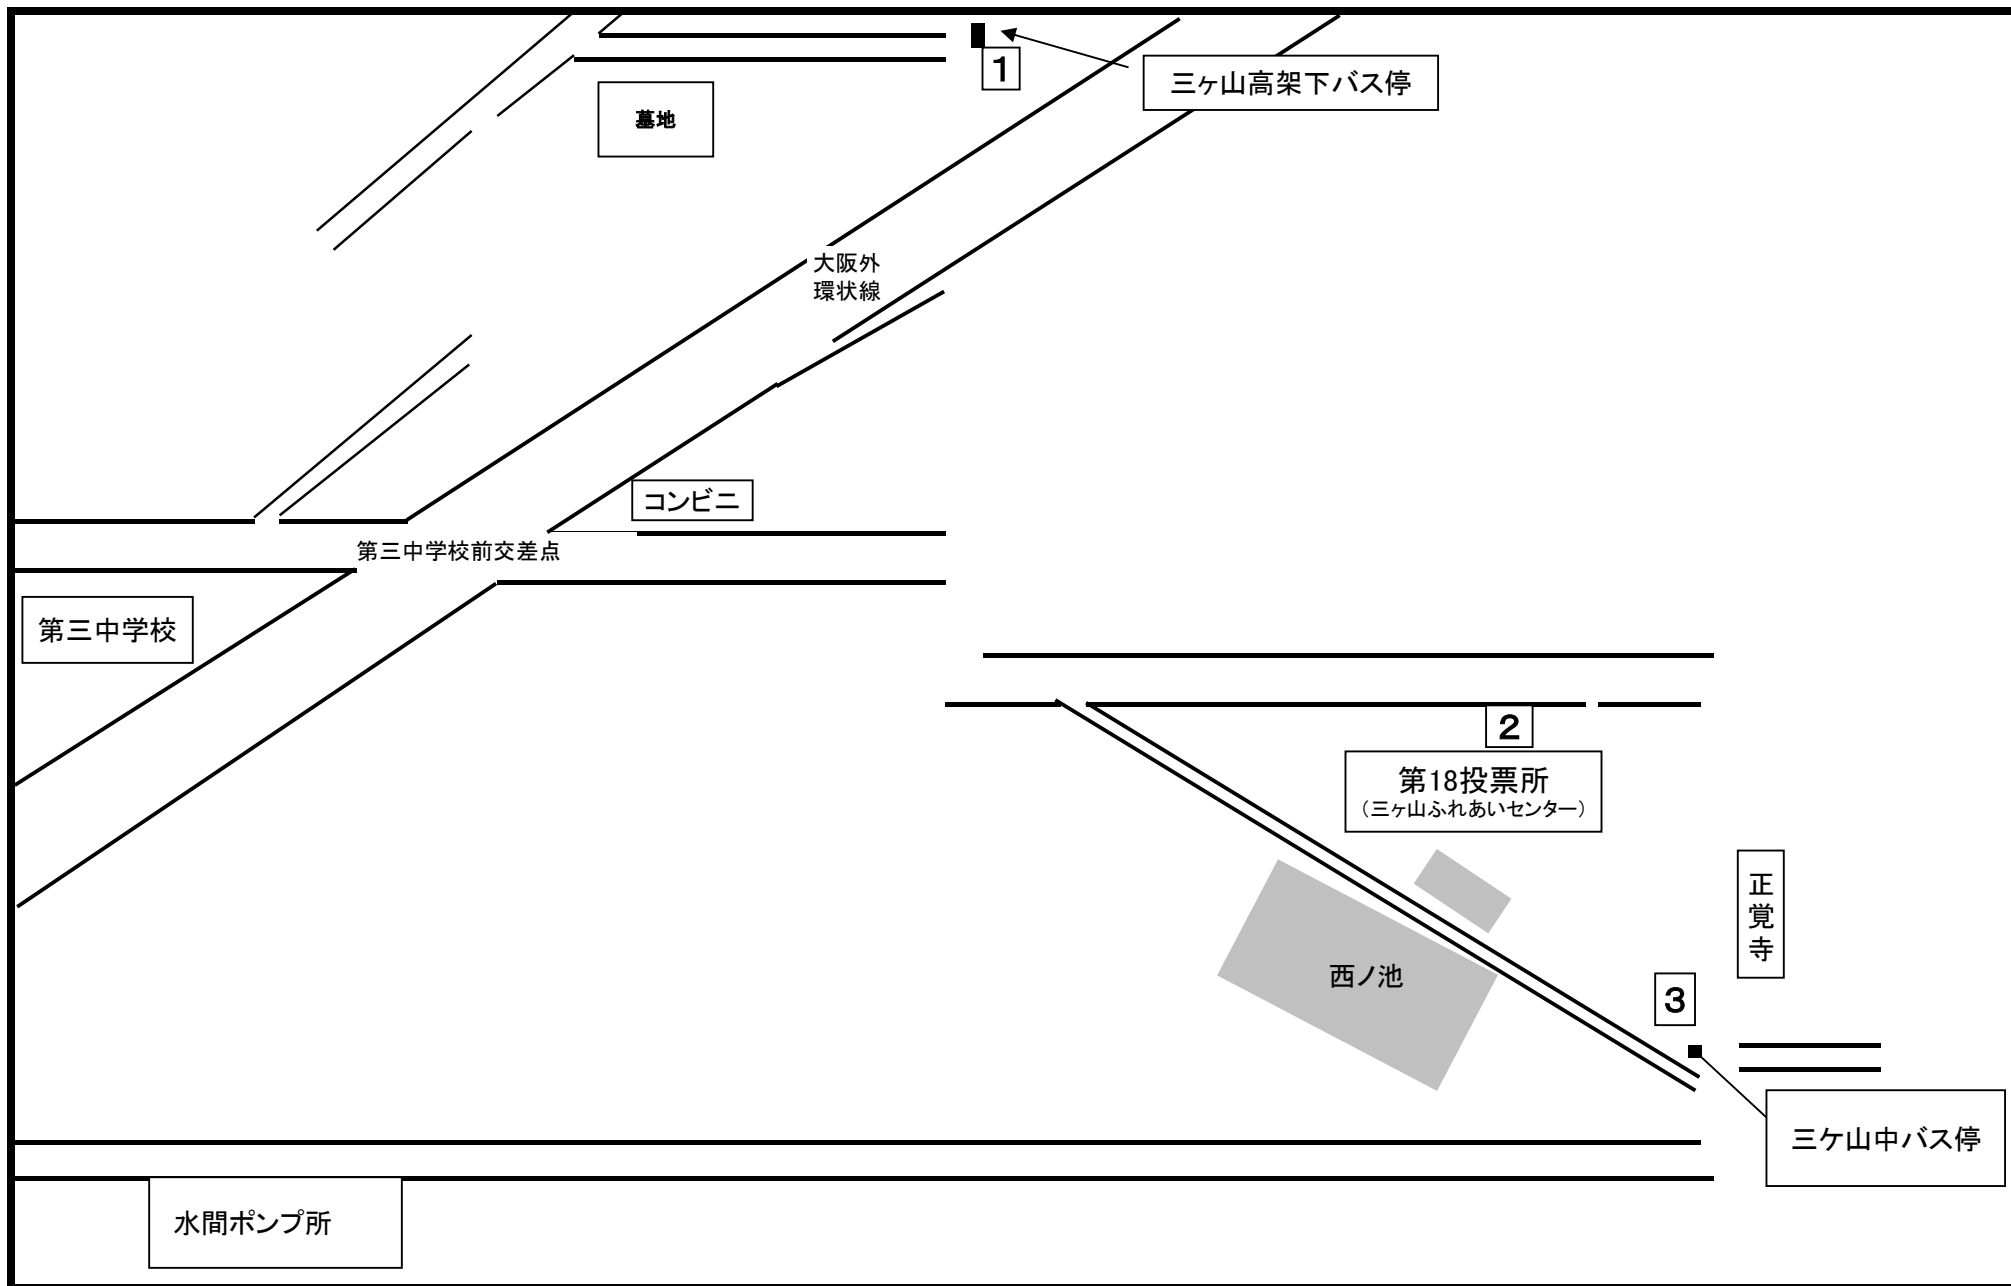 1
三ヶ山高架下バス停
墓地
大阪外
環状線
コンビニ
第三中学校前交差点
第三中学校
2
第18投票所
（三ヶ山ふれあいセンター）
正覚寺
西ノ池
3
三ケ山中バス停
水間ポンプ所